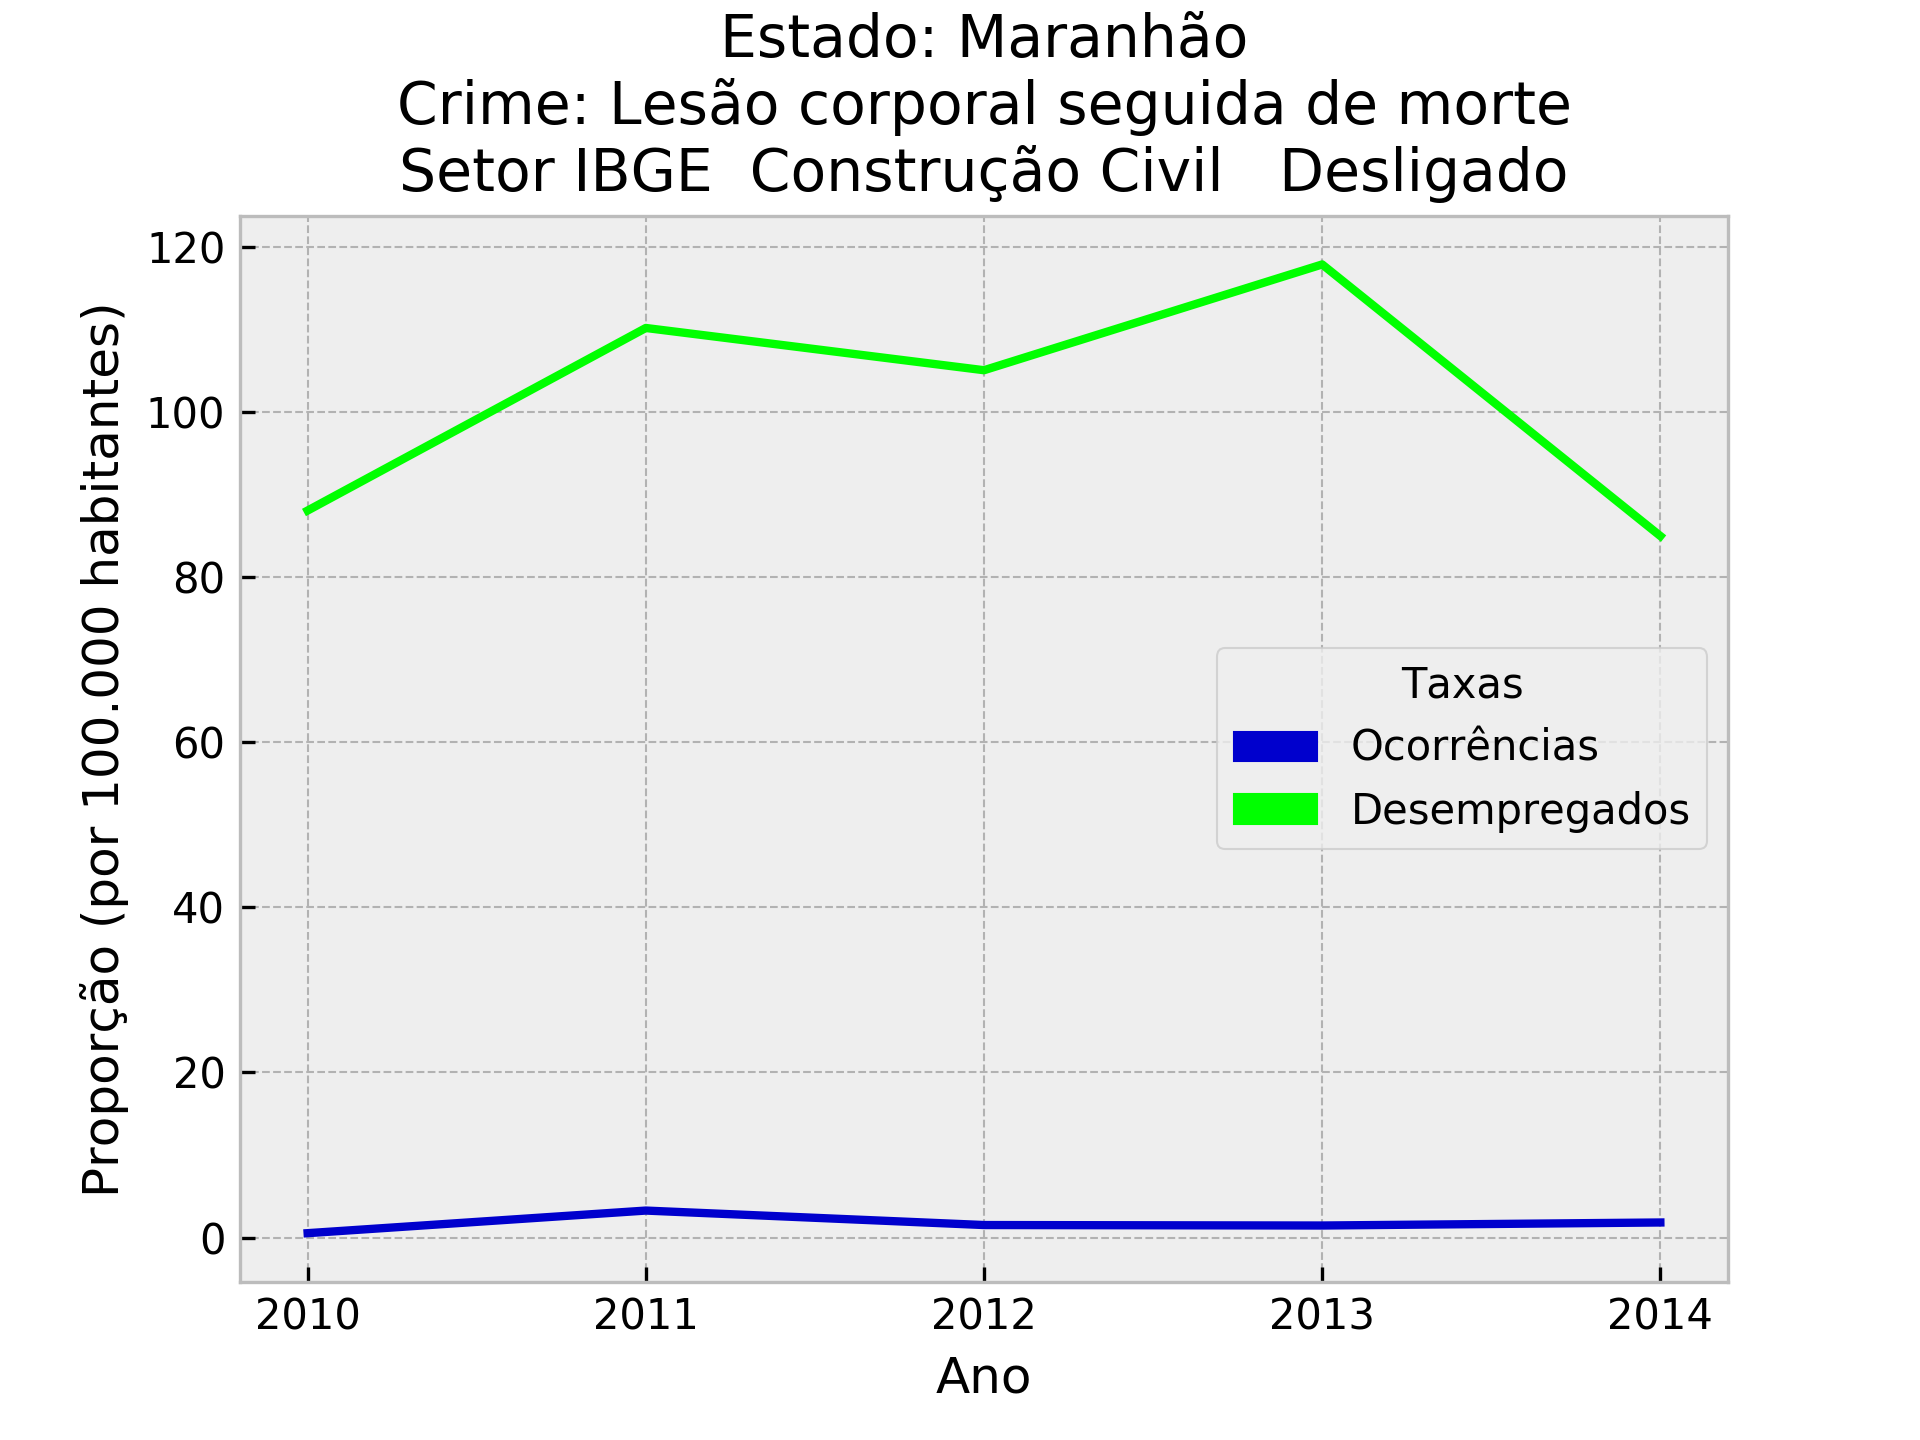 Estado: Maranhão
Crime: Lesão corporal seguida de morte
Setor IBGE  Construção Civil   Desligado
Proporção (por 100.000 habitantes)
120
100
80
60
40
20
0
Taxas
Ocorrências
Desempregados
2010
2011
2012
2013
2014
Ano